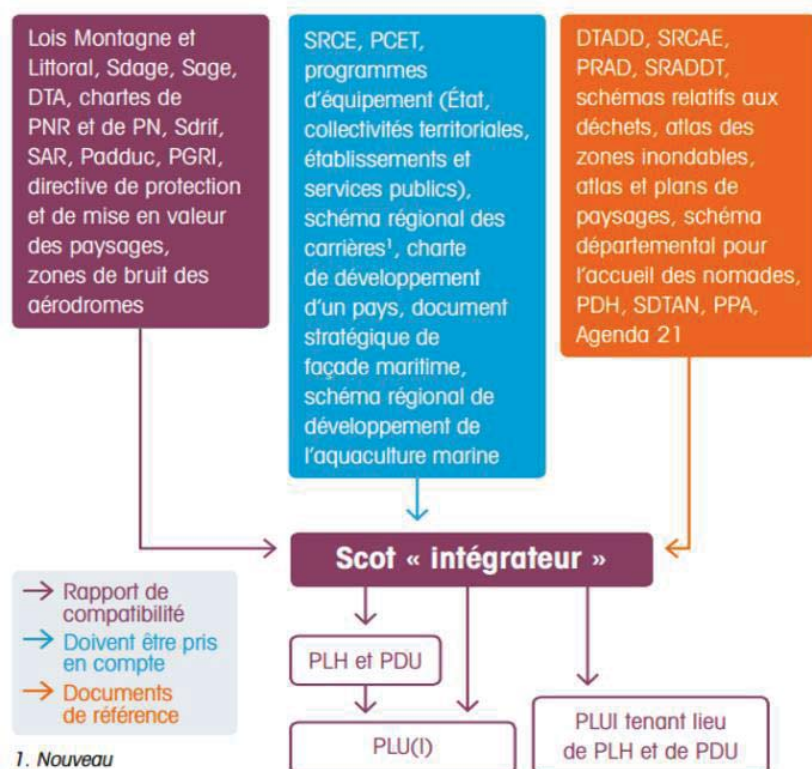 Lois Montagne et
Littoral, Sdage, Sage,
DTA, chartes de
PNR et de PN, Sdrif,
SAR, Padduc, PGRI,
directive de protection
et de mise en valeur
des paysages,
zones de bruit des
aérodromes
SRCE, PCET,
programmes
d'équipement (État,
collectivités territoriales,
établissements et
services publics),
schéma régional des
carrières¹, charte
de développement
d'un pays, document
stratégique de
façade maritime,
schéma régional de
développement de
l'aquaculture marine
DTADD, SRCAE,
PRAD, SRADDT,
schémas relatifs aux
déchets, atlas des
zones inondables,
atlas et plans de
paysages, schéma
départemental pour
l'accueil des nomades,
PDH, SDTAN, PPA,
Agenda 21
Scot « intégrateur »
Rapport de
compatibilité
Doivent être pris
en compte
Documents
de référence
1. Nouveau
PLH et PDU
PLU(I)
PLUI tenant lieu
de PLH et de PDU